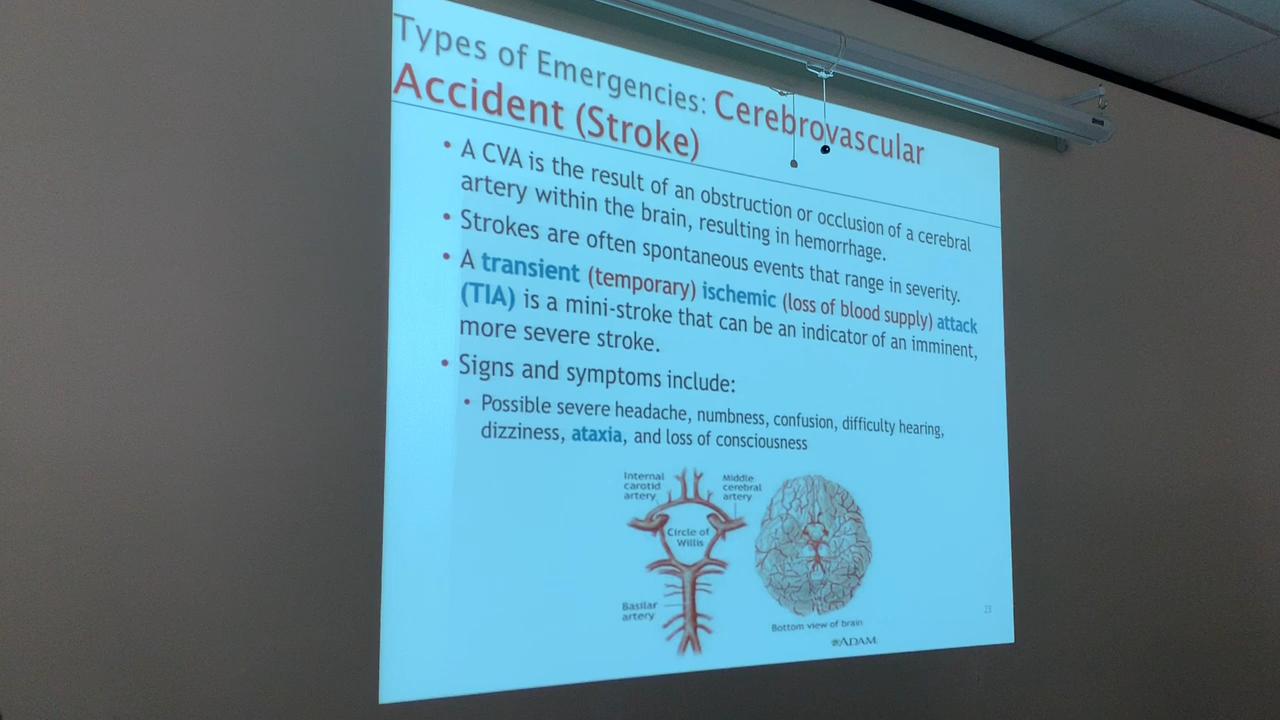 Types of Emergencies: Cerebrovascular
Accident (Stroke)
• A CVA is the result of an obstruction or occlusion of a cerebral
artery within the brain, resulting in hemorrhage.
• Strokes are often spontaneous events that range in severity.
• A transient (temporary) ischemic (loss of blood supply) attack
(TIA) is a mini-stroke that can be an indicator of an imminent,
more severe stroke.
• Signs and symptoms include:
• Possible severe headache, numbness, confusion, difficulty hearing,
dizziness, ataxia, and loss of consciousness
Internal
carotid
artery
Middle
cerebral
artery
Circle of
Willis
Basilar
artery
Bottom view of brain
ADAM.
23